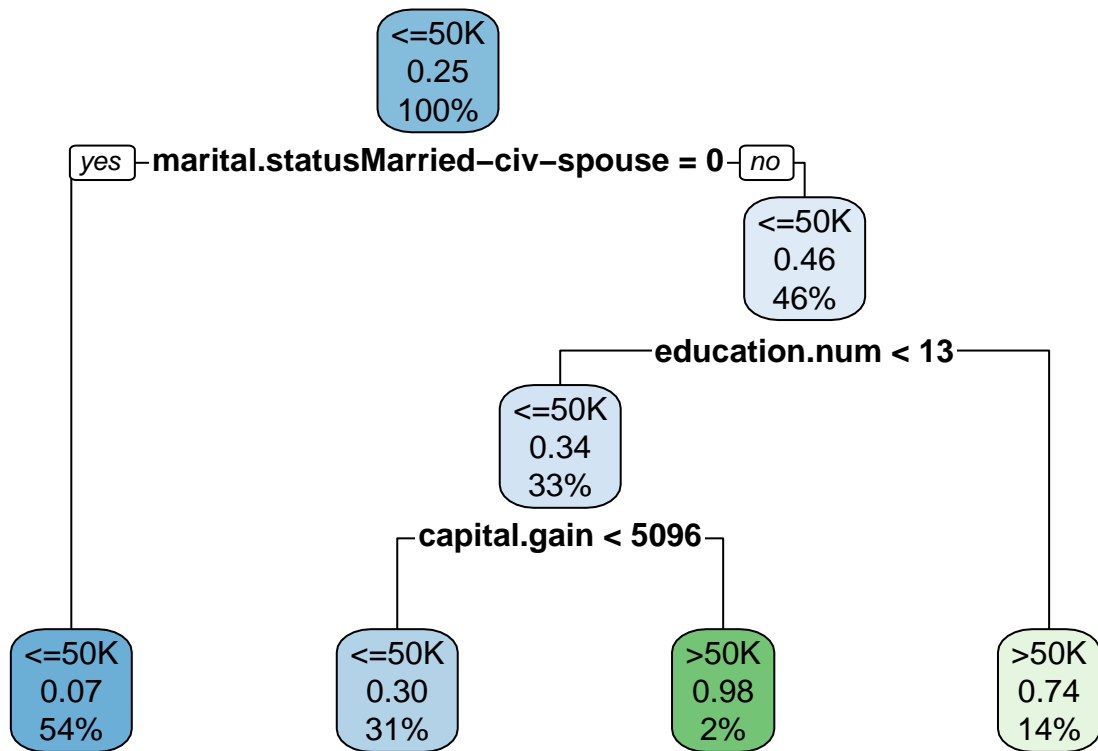 <=50K
0.25
100%
yes marital.statusMarried−civ−spouse = 0 no
<=50K
0.46
46%
education.num < 13
<=50K
0.34
33%
capital.gain < 5096
<=50K
0.07
54%
<=50K
0.30
31%
>50K
0.98
2%
>50K
0.74
14%